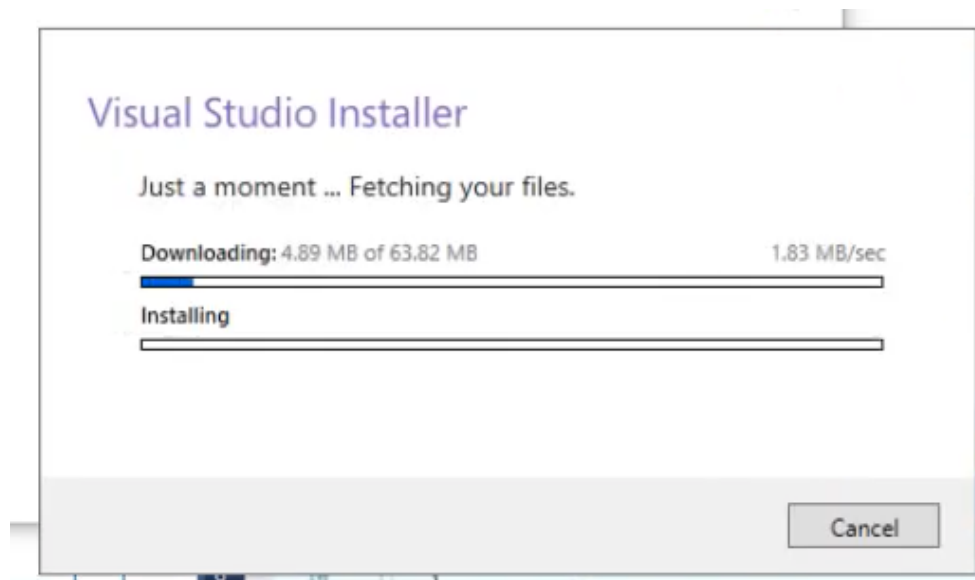 Visual Studio Installer
Just a moment ... Fetching your files.
Downloading: 4.89 MB of 63.82 MB 1.83 MB/sec
Installing
Cancel